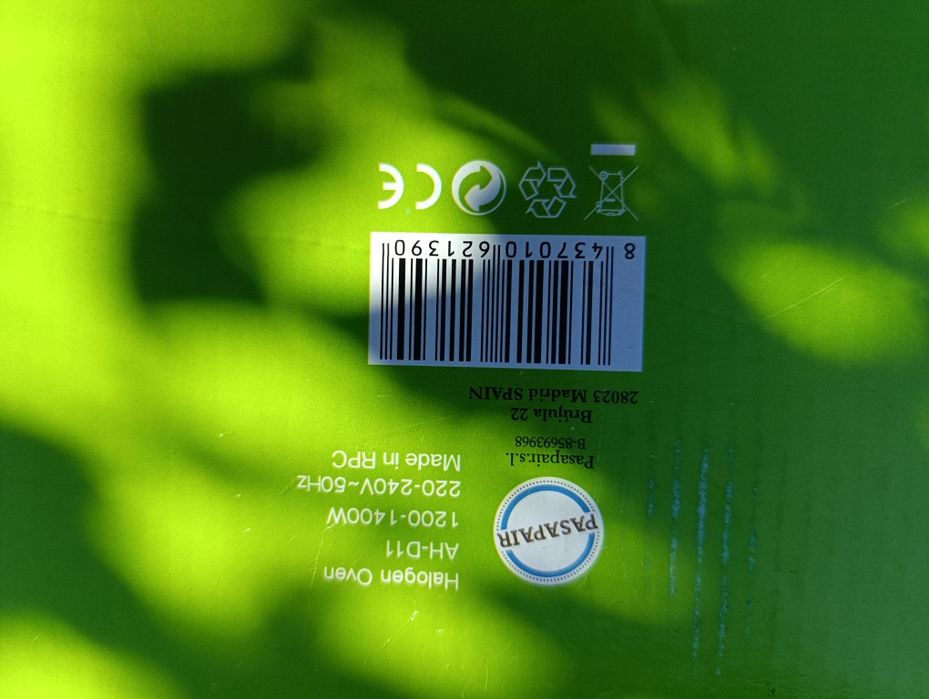 PASAPAIR
Pasapair.s.l.
B-85693968
Brújula 22
28023 Madrid SPAIN
Halogen Oven
AH-D11
1200-1400W
220-240V~50Hz
Made in RPC
8 437010 621390
CE